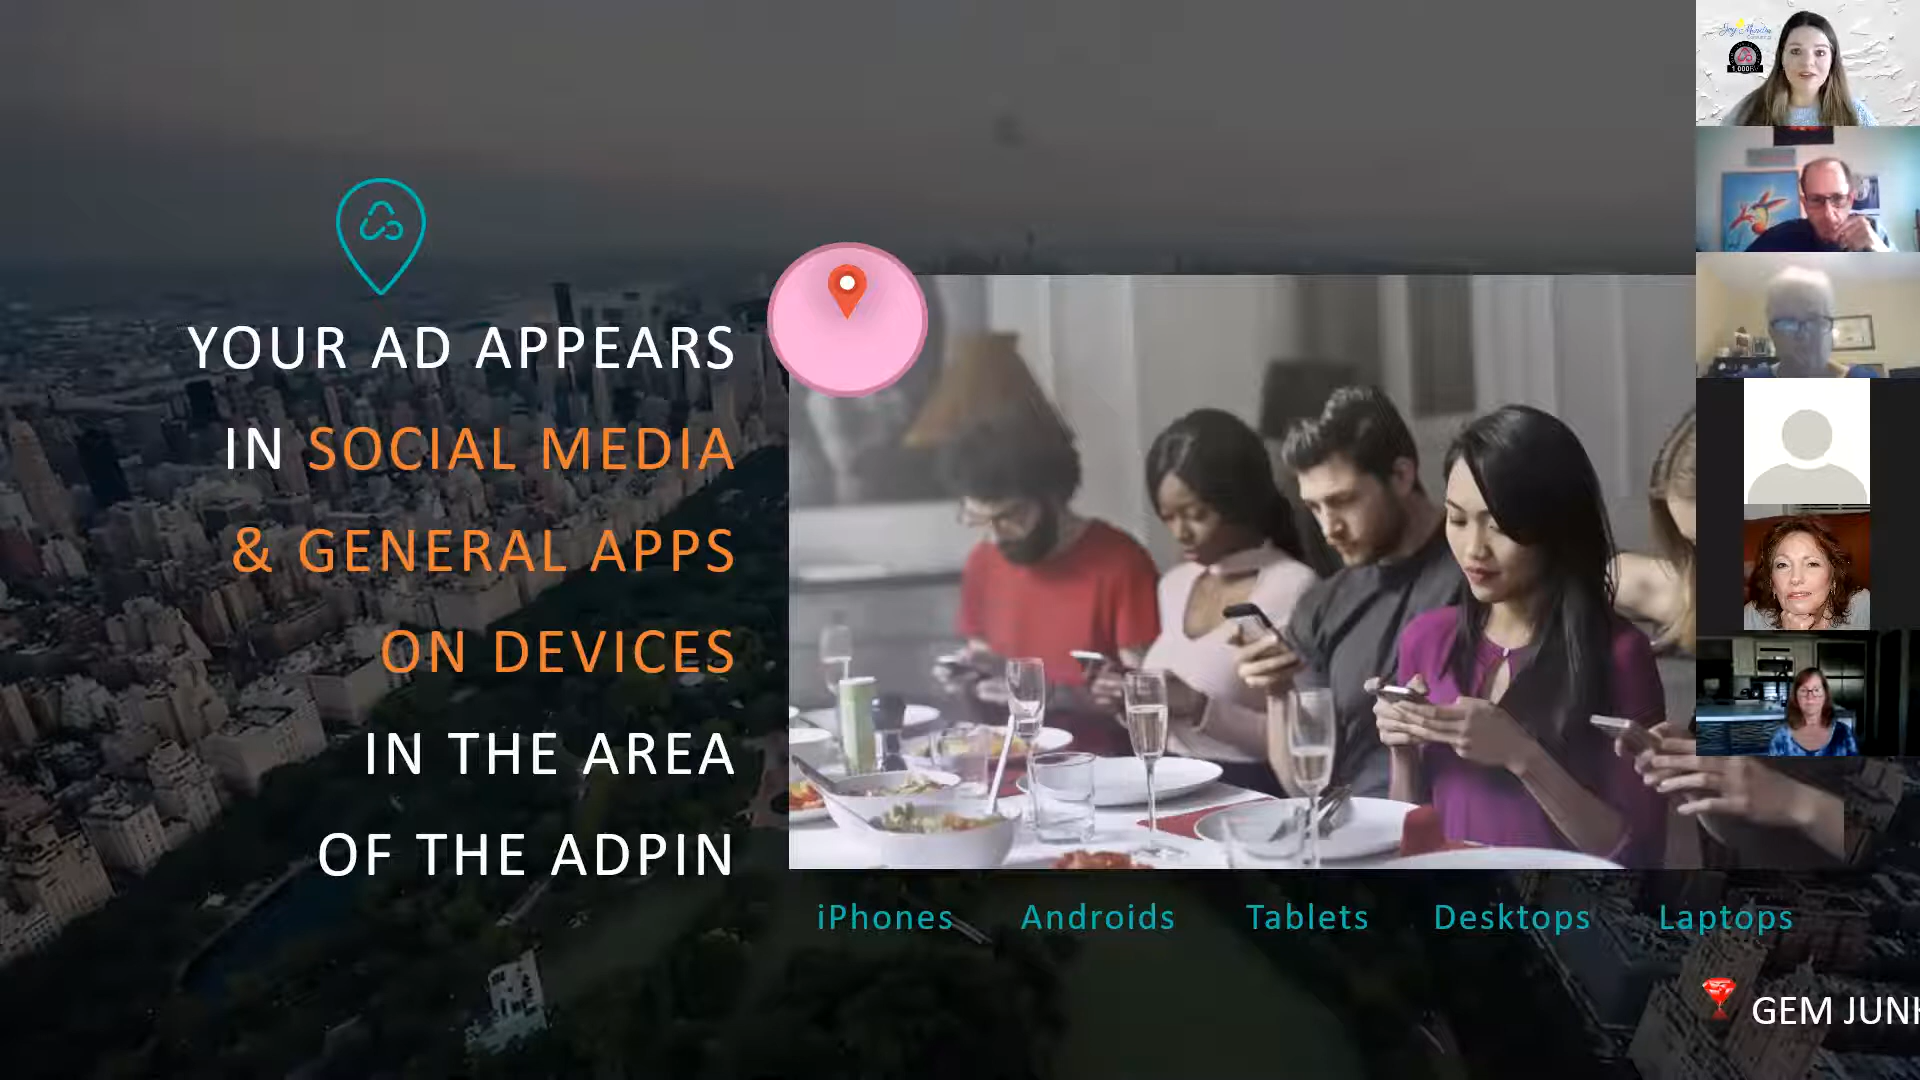 YOUR AD APPEARS
IN SOCIAL MEDIA
& GENERAL APPS
ON DEVICES
IN THE AREA
OF THE ADPIN
iPhones Androids Tablets Desktops Laptops
GEM JUNK